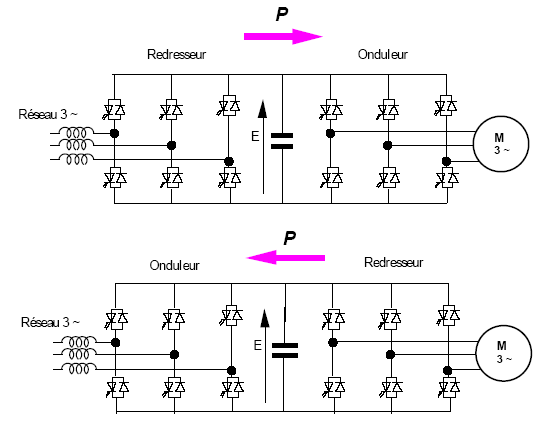 P
Redresseur
Onduleur
Réseau 3 ~
E
M
3 ~
P
Onduleur
Redresseur
Réseau 3 ~
E
M
3 ~